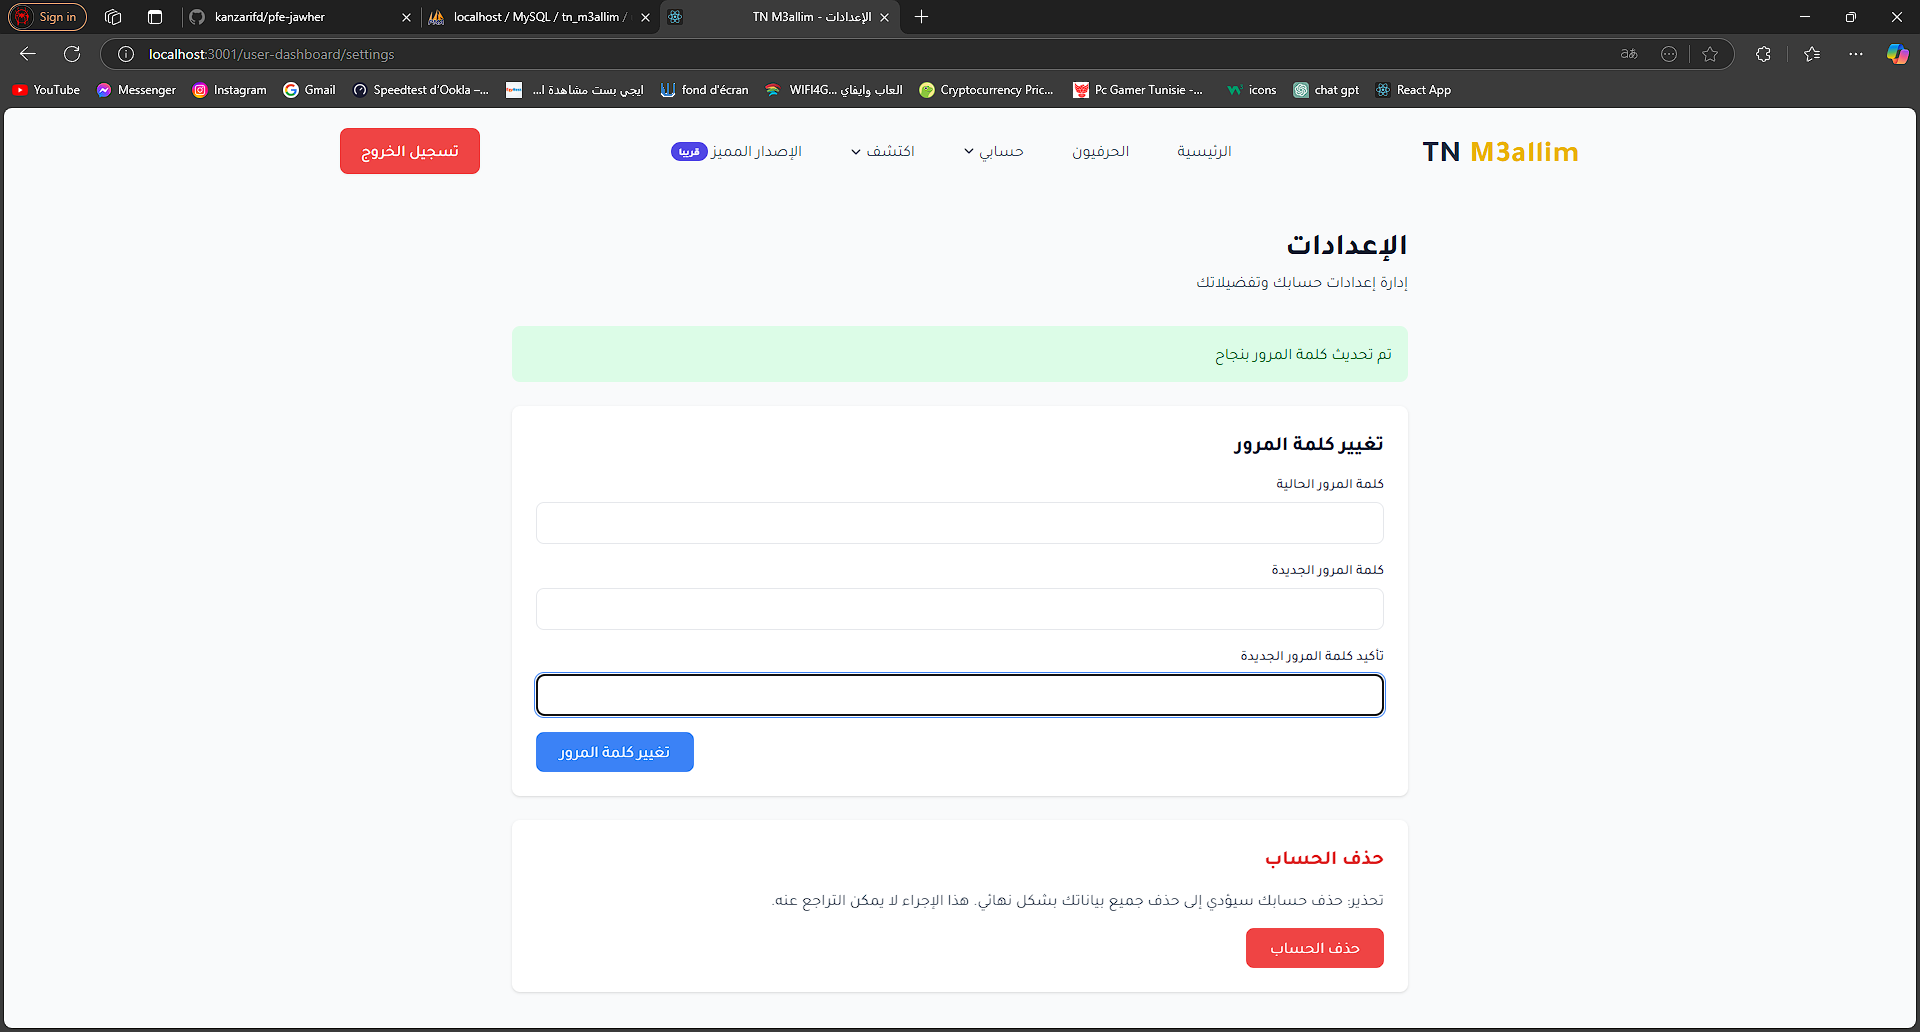 Sign in
kanzarifd/pfe-jawher
localhost / MySQL / tn_m3allim /
TN M3allim - الإعدادات
localhost:3001/user-dashboard/settings
YouTube
Messenger
Instagram
Gmail
Speedtest d'Ookla –...
ايجي بست مشاهدة ا...
fond d'écran
WIFI4G... العاب وايفاي
Cryptocurrency Pric...
Pc Gamer Tunisie -...
icons
chat gpt
React App
TN M3allim
الرئيسية
الحرفيون
حسابي
اكتشف
الإصدار المميز قريبا
تسجيل الخروج
الإعدادات
إدارة إعدادات حسابك وتفضيلاتك
تم تحديث كلمة المرور بنجاح
تغيير كلمة المرور
كلمة المرور الحالية
كلمة المرور الجديدة
تأكيد كلمة المرور الجديدة
تغيير كلمة المرور
حذف الحساب
تحذير: حذف حسابك سيؤدي إلى حذف جميع بياناتك بشكل نهائي. هذا الإجراء لا يمكن التراجع عنه.
حذف الحساب